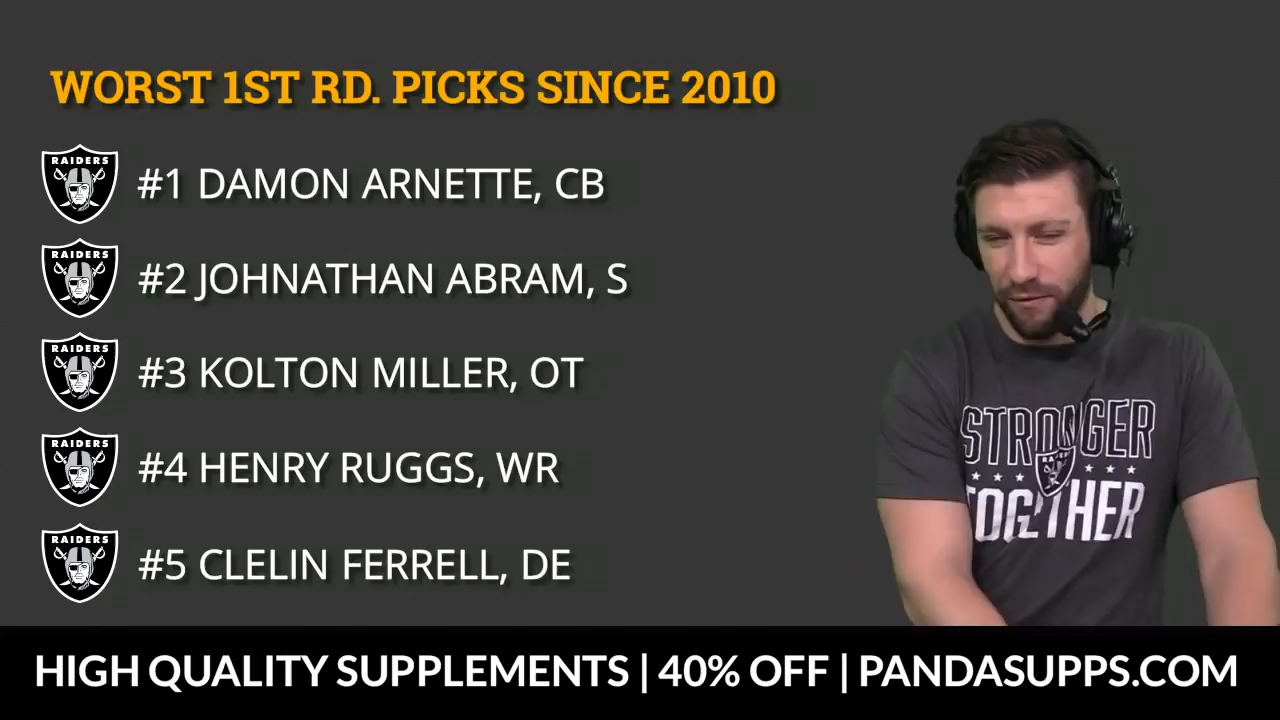 WORST 1ST RD. PICKS SINCE 2010
RAIDERS
#1 DAMON ARNETTE, CB
RAIDERS
#2 JOHNATHAN ABRAM, S
RAIDERS
#3 KOLTON MILLER, OT
RAIDERS
#4 HENRY RUGGS, WR
RAIDERS
#5 CLELIN FERRELL, DE
STRONGER
TOGETHER
HIGH QUALITY SUPPLEMENTS | 40% OFF | PANDASUPPS.COM